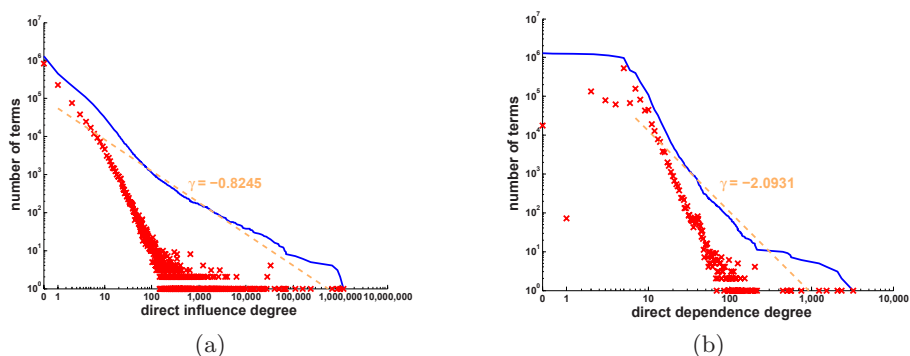 10^7
10^6
10^5
10^4
10^3
10^2
10^1
10^0
number of terms
γ = −0.8245
0 1 10 100 1,000 10,000 100,000 1,000,000 10,000,000
direct influence degree
(a)
10^7
10^6
10^5
10^4
10^3
10^2
10^1
10^0
number of terms
γ = −2.0931
0 1 10 100 1,000 10,000
direct dependence degree
(b)